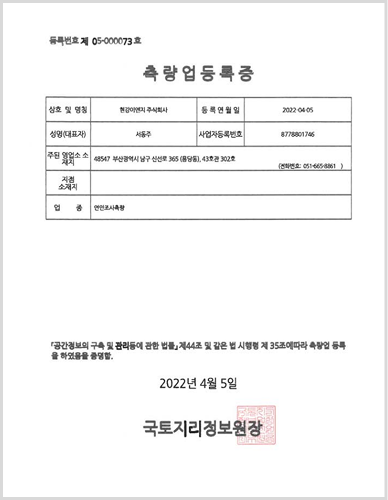 등록번호 제 05-000073 호
측 량 업 등 록 증
상호 및 명칭 현강이엔지 주식회사 등 록 연 월 일 2022-04-05
성명(대표자) 서동주 사업자등록번호 8778801746
주된 영업소 소
재지
48547 부산광역시 남구 신선로 365 (용당동), 43호관 302호
(전화번호: 051-665-8861 )
지점
소재지
업 종 연안조사측량
「공간정보의 구축 및 관리등에 관한 법률」제44조 및 같은 법 시행령 제 35조에따라 측량업 등록
을 하였음을 증명함.
2022년 4월 5일
국토지리정보원장